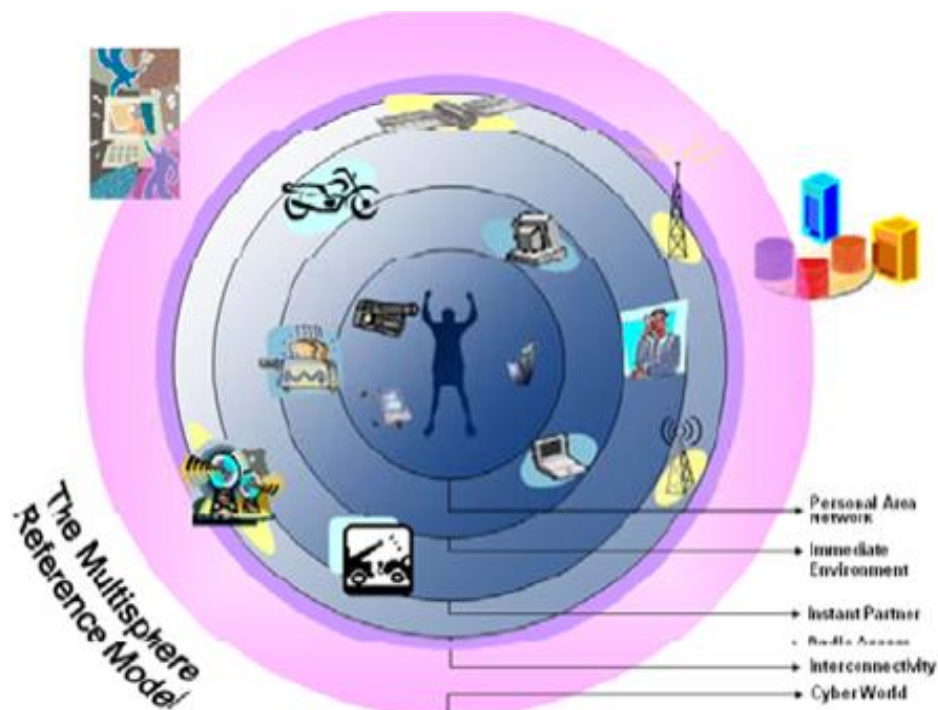 The Multisphere
Reference Model
Personal Area
Network
Immediate
Environment
Instant Partner
Interconnectivity
Cyber World